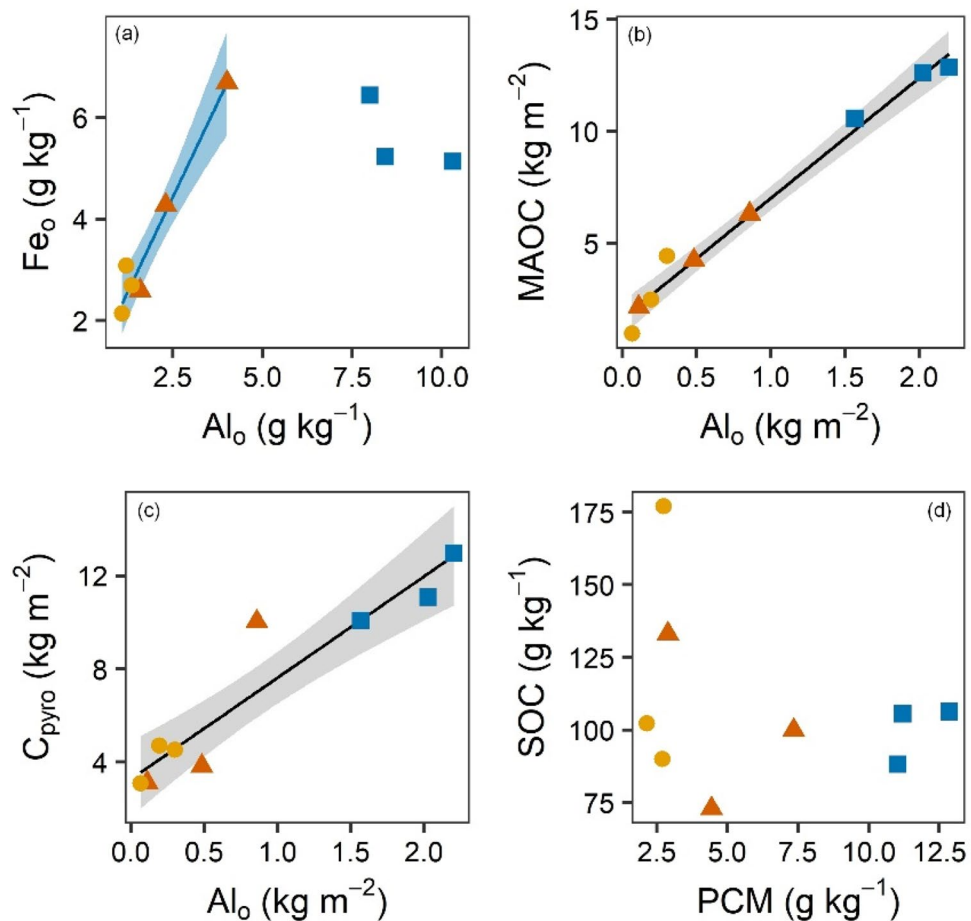 (a)
6
4
2
Fe₀ (g kg⁻¹)
2.5 5.0 7.5 10.0
Alₒ (g kg⁻¹)
(b)
15
10
5
MAOC (kg m⁻²)
0.0 0.5 1.0 1.5 2.0
Alₒ (kg m⁻²)
(c)
12
8
4
C_pyro (kg m⁻²)
0.0 0.5 1.0 1.5 2.0
Alₒ (kg m⁻²)
(d)
175
150
125
100
75
SOC (g kg⁻¹)
2.5 5.0 7.5 10.0 12.5
PCM (g kg⁻¹)